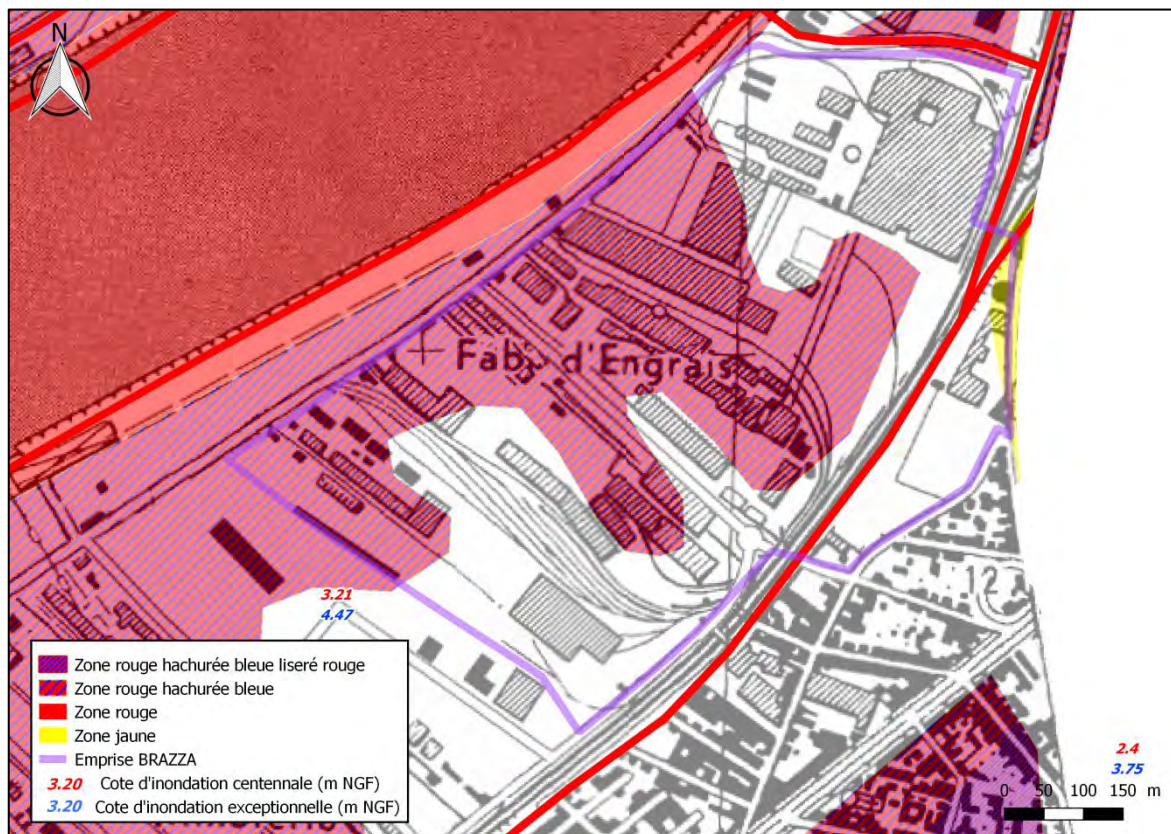 N
Fab. d'Engrais
12
3.21
4.47
Zone rouge hachurée bleue liseré rouge
Zone rouge hachurée bleue
Zone rouge
Zone jaune
Emprise BRAZZA
3.20 Cote d'inondation centennale (m NGF)
3.20 Cote d'inondation exceptionnelle (m NGF)
2.4
3.75
0 50 100 150 m